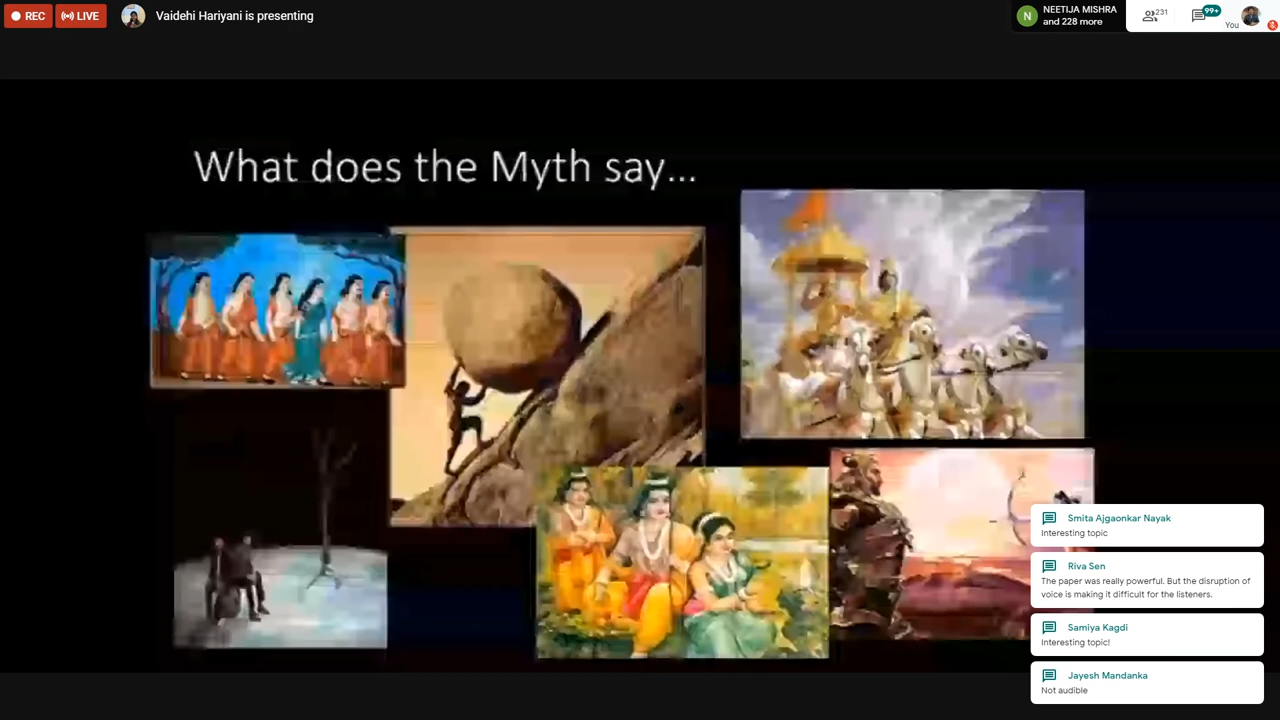 REC
LIVE
Vaidehi Hariyani is presenting
N
NEETIJA MISHRA
and 228 more
231
99+
You
What does the Myth say...
Smita Ajgaonkar Nayak
Interesting topic
Riva Sen
The paper was really powerful. But the disruption of
voice is making it difficult for the listeners.
Samiya Kagdi
Interesting topic!
Jayesh Mandanka
Not audible